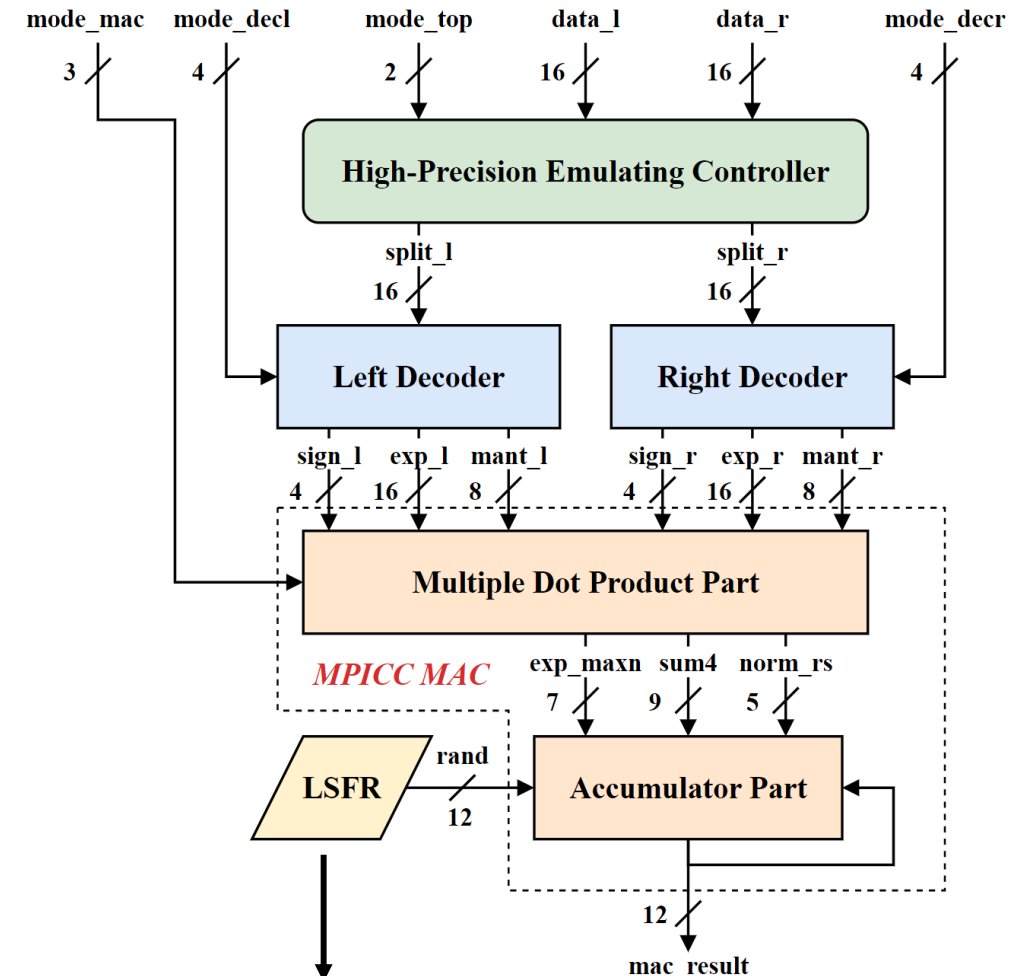 mode_mac mode_decl mode_top data_l data_r mode_decr
3 4 2 16 16 4
High-Precision Emulating Controller
split_l split_r
16 16
Left Decoder Right Decoder
sign_l exp_l mant_l sign_r exp_r mant_r
4 16 8 4 16 8
Multiple Dot Product Part
MPICC MAC exp_maxn sum4 norm_rs
7 9 5
rand
LSFR Accumulator Part
12
12
mac_result